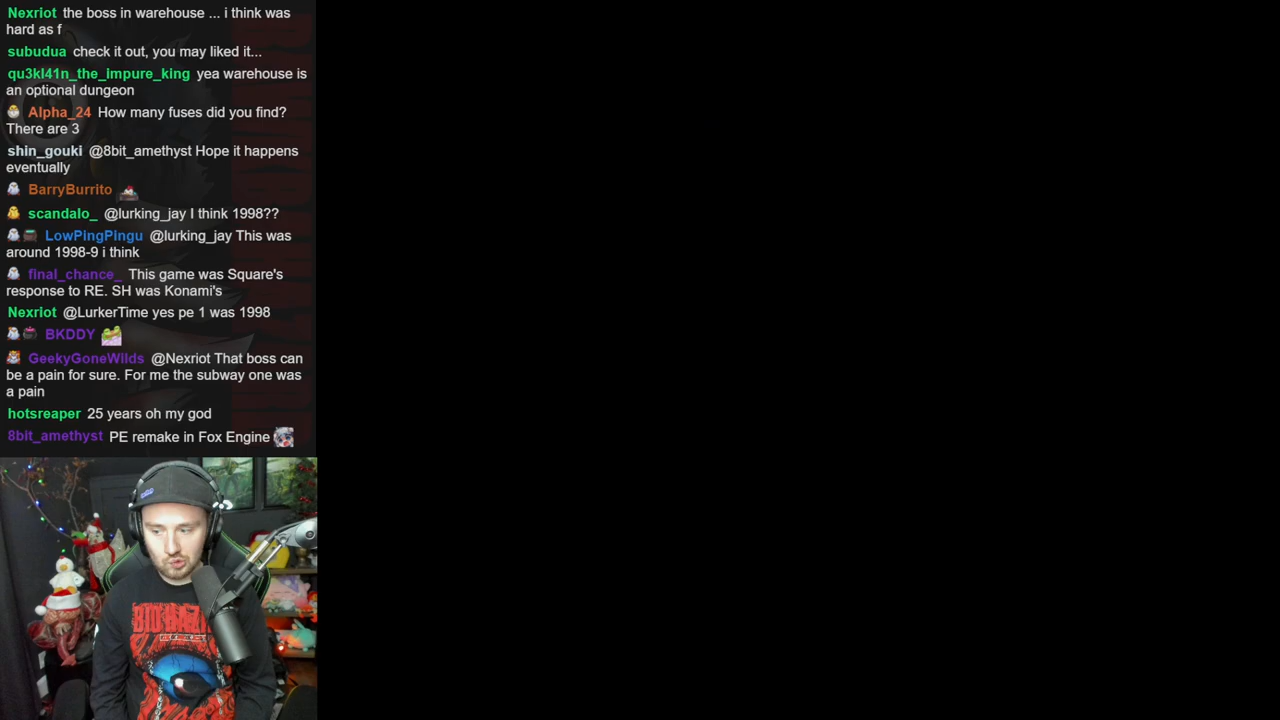 Nexriot the boss in warehouse ... i think was
hard as f
subudua check it out, you may liked it...
qu3kl41n_the_impure_king yea warehouse is
an optional dungeon
Alpha_24 How many fuses did you find?
There are 3
shin_gouki @8bit_amethyst Hope it happens
eventually
BarryBurrito
scandalo_ @lurking_jay I think 1998??
LowPingPingu @lurking_jay This was
around 1998-9 i think
final_chance_ This game was Square's
response to RE. SH was Konami's
Nexriot @LurkerTime yes pe 1 was 1998
BKDDY
GeekyGoneWilds @Nexriot That boss can
be a pain for sure. For me the subway one was
a pain
hotsreaper 25 years oh my god
8bit_amethyst PE remake in Fox Engine